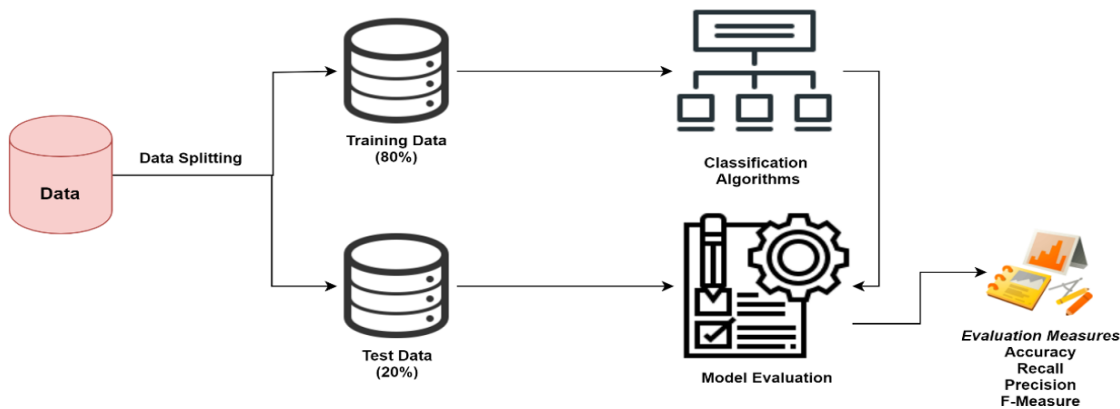 Data
Data Splitting
Training Data
(80%)
Test Data
(20%)
Classification
Algorithms
Model Evaluation
Evaluation Measures
Accuracy
Recall
Precision
F-Measure